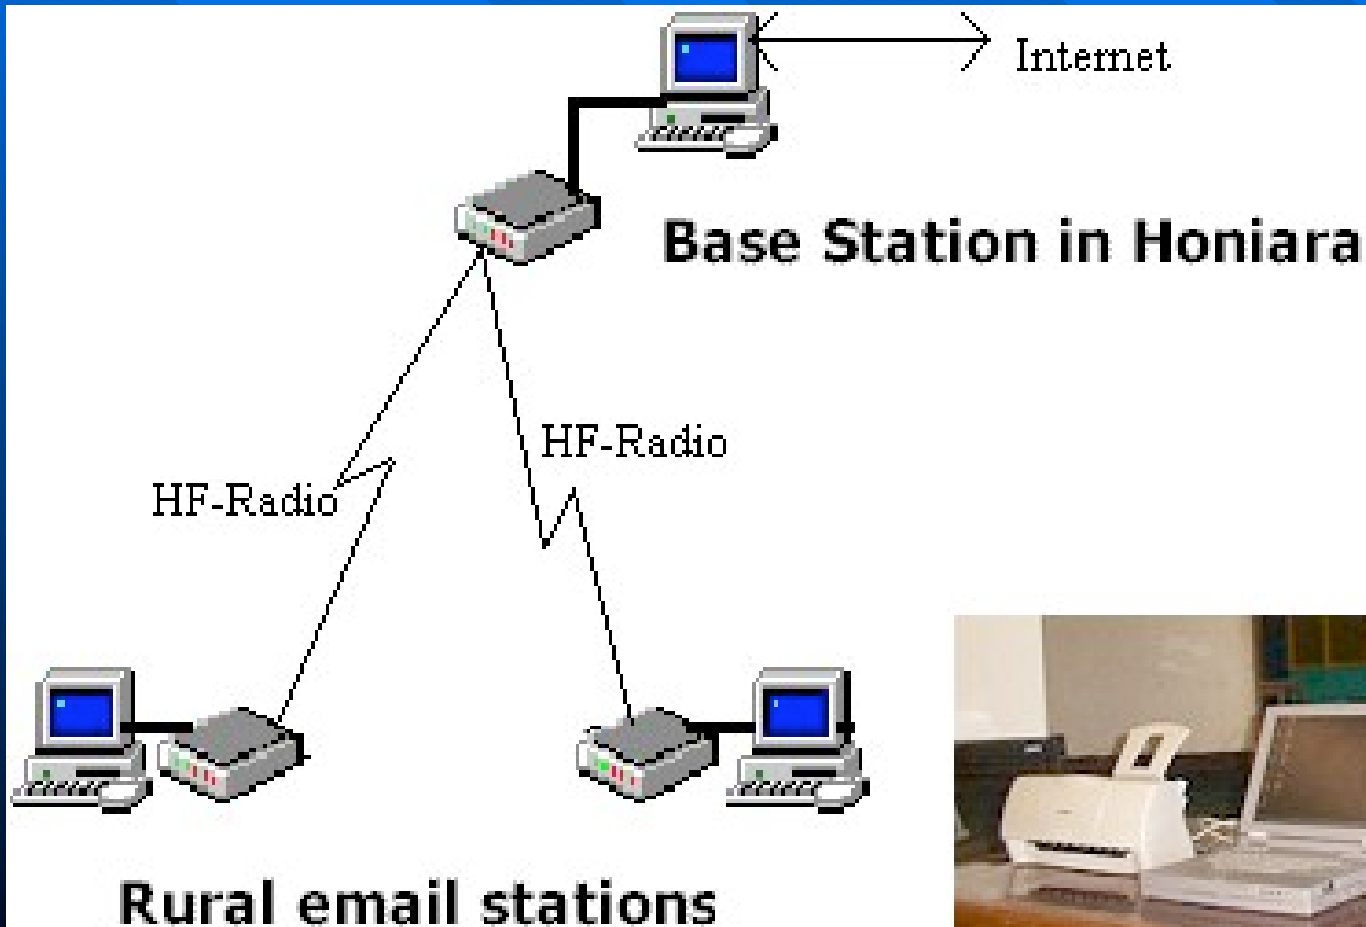 Internet
Base Station in Honiara
HF-Radio
HF-Radio
Rural email stations